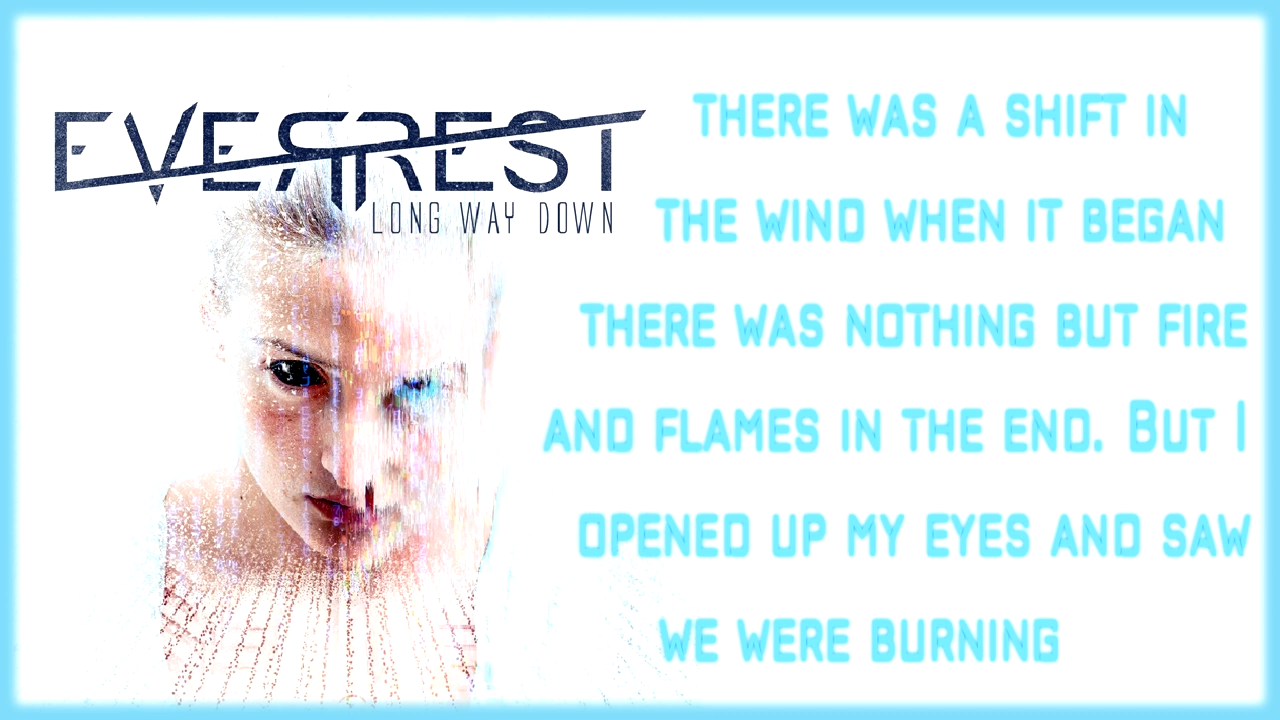 EVERREST
LONG WAY DOWN
THERE WAS A SHIFT IN
THE WIND WHEN IT BEGAN
THERE WAS NOTHING BUT FIRE
AND FLAMES IN THE END. BUT I
OPENED UP MY EYES AND SAW
WE WERE BURNING